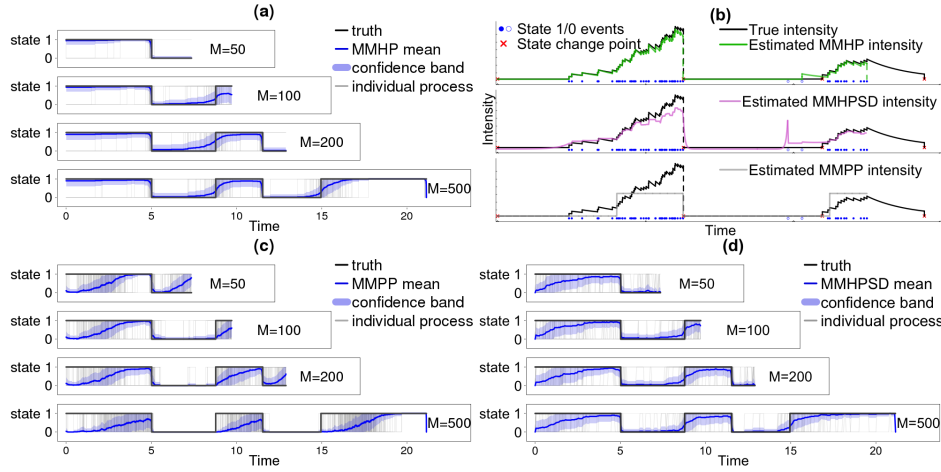 (a)
state 1
0
M=50
state 1
0
M=100
state 1
0
M=200
state 1
0
M=500
0 5 10 15 20
Time
truth
MMHP mean
confidence band
individual process
(b)
State 1/0 events
State change point
True intensity
Estimated MMHP intensity
Estimated MMHPSD intensity
Estimated MMPP intensity
Intensity
Time
(c)
state 1
0
M=50
state 1
0
M=100
state 1
0
M=200
state 1
0
M=500
0 5 10 15 20
Time
truth
MMPP mean
confidence band
individual process
(d)
state 1
0
M=50
state 1
0
M=100
state 1
0
M=200
state 1
0
M=500
0 5 10 15 20
Time
truth
MMHPSD mean
confidence band
individual process